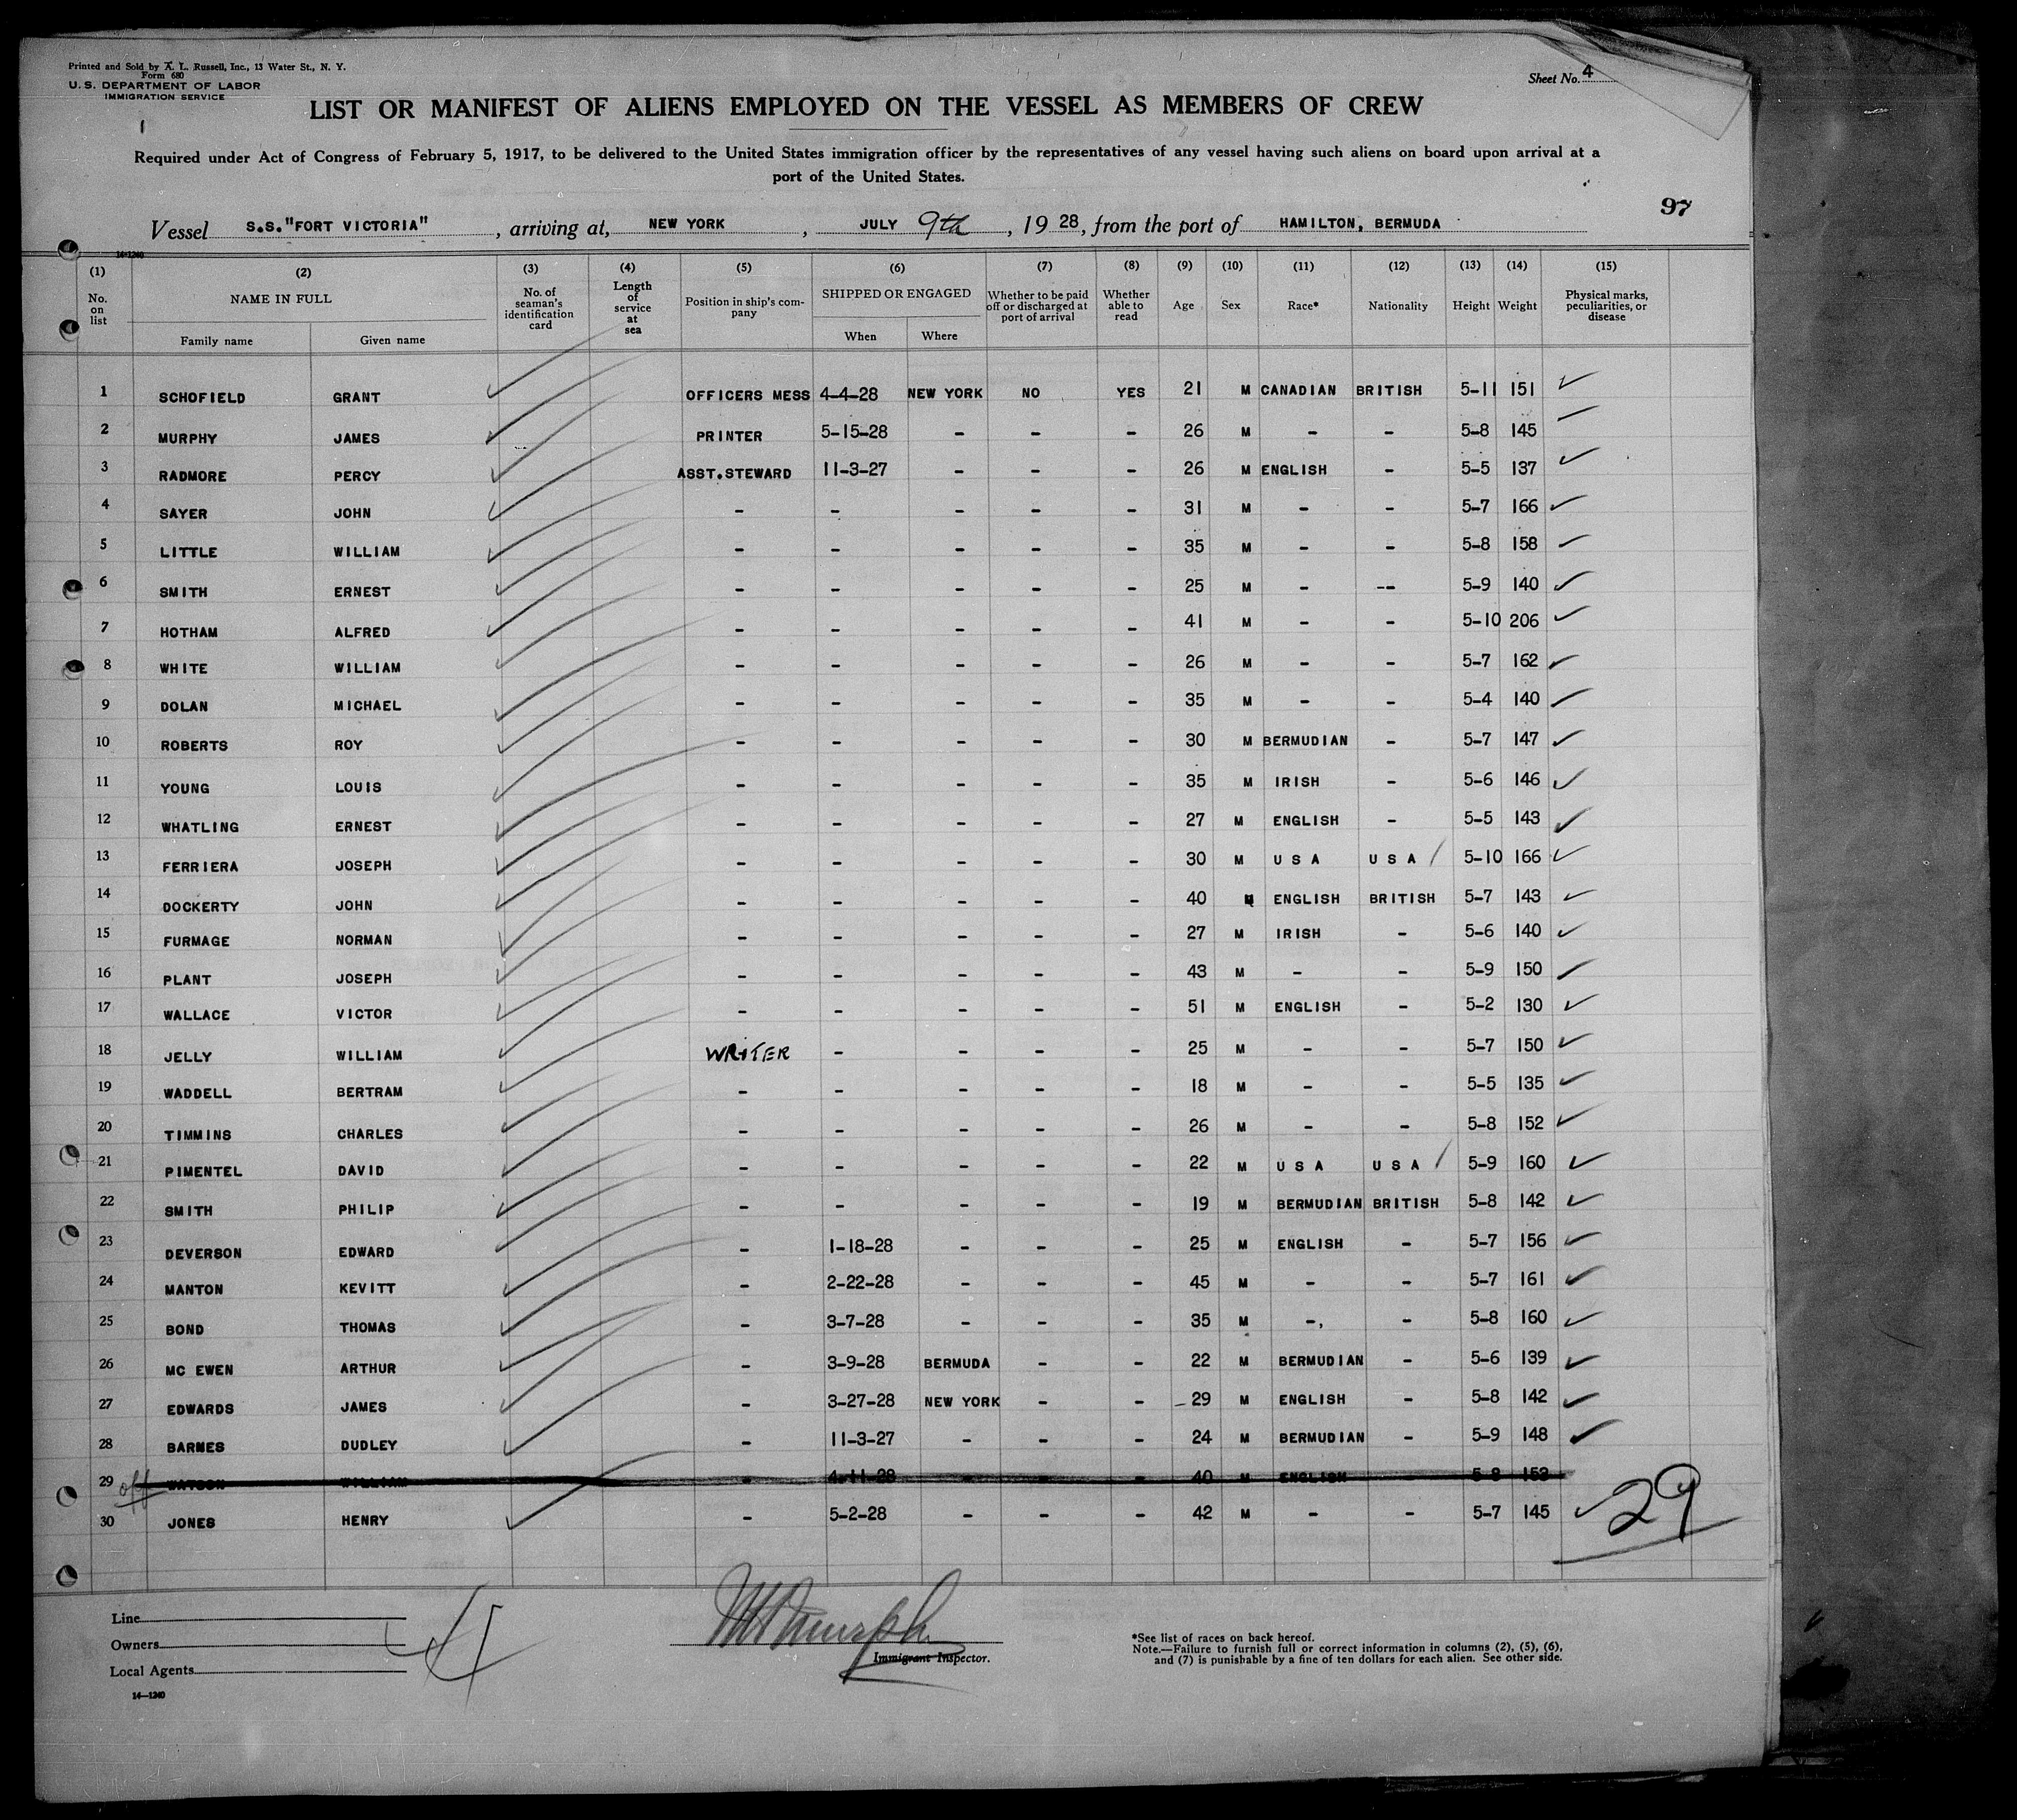 Printed and Sold by A. L. Russell, Inc., 13 Water St., N. Y.
Form 680
U. S. DEPARTMENT OF LABOR
IMMIGRATION SERVICE
Sheet No. 4
LIST OR MANIFEST OF ALIENS EMPLOYED ON THE VESSEL AS MEMBERS OF CREW
Required under Act of Congress of February 5, 1917, to be delivered to the United States immigration officer by the representatives of any vessel having such aliens on board upon arrival at a
port of the United States.
97
Vessel S.S. "FORT VICTORIA", arriving at, NEW YORK, JULY 9th, 1928, from the port of HAMILTON, BERMUDA
14-1240
(1) (2) (3) (4) (5) (6) (7) (8) (9) (10) (11) (12) (13) (14) (15)
No. on list
NAME IN FULL
Family name Given name
No. of seaman's identification card
Length of service at sea
Position in ship's company
SHIPPED OR ENGAGED
When Where
Whether to be paid off or discharged at port of arrival
Whether able to read
Age Sex Race* Nationality Height Weight
Physical marks, peculiarities, or disease
1 SCHOFIELD GRANT OFFICERS MESS 4-4-28 NEW YORK NO YES 21 M CANADIAN BRITISH 5-11 151
2 MURPHY JAMES PRINTER 5-15-28 - - - 26 M - - 5-8 145
3 RADMORE PERCY ASST.STEWARD 11-3-27 - - - 26 M ENGLISH - 5-5 137
4 SAYER JOHN - - - - - 31 M - - 5-7 166
5 LITTLE WILLIAM - - - - - 35 M - - 5-8 158
6 SMITH ERNEST - - - - - 25 M - -- 5-9 140
7 HOTHAM ALFRED - - - - - 41 M - - 5-10 206
8 WHITE WILLIAM - - - - - 26 M - - 5-7 162
9 DOLAN MICHAEL - - - - - 35 M - - 5-4 140
10 ROBERTS ROY - - - - - 30 M BERMUDIAN - 5-7 147
11 YOUNG LOUIS - - - - - 35 M IRISH - 5-6 146
12 WHATLING ERNEST - - - - - 27 M ENGLISH - 5-5 143
13 FERRIERA JOSEPH - - - - - 30 M U S A U S A 5-10 166
14 DOCKERTY JOHN - - - - - 40 M ENGLISH BRITISH 5-7 143
15 FURMAGE NORMAN - - - - - 27 M IRISH - 5-6 140
16 PLANT JOSEPH - - - - - 43 M - - 5-9 150
17 WALLACE VICTOR - - - - - 51 M ENGLISH - 5-2 130
18 JELLY WILLIAM WRITER - - - - 25 M - - 5-7 150
19 WADDELL BERTRAM - - - - - 18 M - - 5-5 135
20 TIMMINS CHARLES - - - - - 26 M - - 5-8 152
21 PIMENTEL DAVID - - - - - 22 M U S A U S A 5-9 160
22 SMITH PHILIP - - - - - 19 M BERMUDIAN BRITISH 5-8 142
23 DEVERSON EDWARD - 1-18-28 - - - 25 M ENGLISH - 5-7 156
24 MANTON KEVITT - 2-22-28 - - - 45 M - - 5-7 161
25 BOND THOMAS - 3-7-28 - - - 35 M -, - 5-8 160
26 MC EWEN ARTHUR - 3-9-28 BERMUDA - - 22 M BERMUDIAN - 5-6 139
27 EDWARDS JAMES - 3-27-28 NEW YORK - - 29 M ENGLISH - 5-8 142
28 BARNES DUDLEY - 11-3-27 - - - 24 M BERMUDIAN - 5-9 148
29 off WATSON WILLIAM - 4-11-28 - - - 40 M ENGLISH 5-8 153
30 JONES HENRY - 5-2-28 - - - 42 M - - 5-7 145
29
Line
Owners
Local Agents
14-1240
4
Immigrant Inspector.
*See list of races on back hereof.
Note.—Failure to furnish full or correct information in columns (2), (5), (6),
and (7) is punishable by a fine of ten dollars for each alien. See other side.